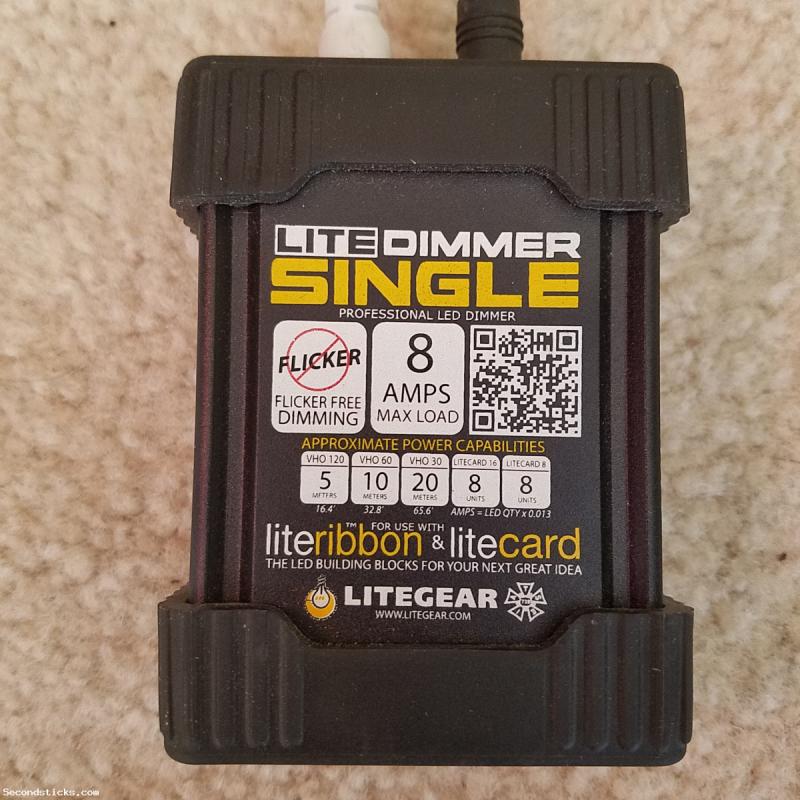 LITEDIMMER
SINGLE
PROFESSIONAL LED DIMMER
FLICKER
FLICKER FREE
DIMMING
8
AMPS
MAX LOAD
APPROXIMATE POWER CAPABILITIES
VHO 120 VHO 60 VHO 30 LITECARD 16 LITECARD 8
5 10 20 8 8
METERS METERS METERS UNITS UNITS
16.4' 32.8' 65.6' AMPS = LED QTY x 0.013
FOR USE WITH
literibbon™ & litecard
THE LED BUILDING BLOCKS FOR YOUR NEXT GREAT IDEA
LITEGEAR
WWW.LITEGEAR.COM
Secondsticks.com